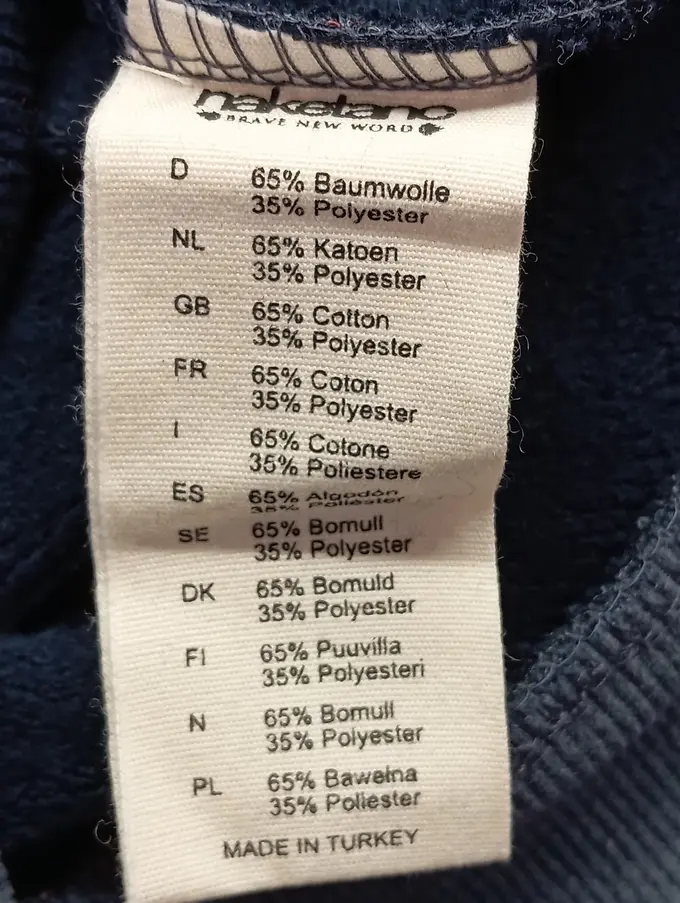 naketano
BRAVE NEW WORD
D 65% Baumwolle
35% Polyester
NL 65% Katoen
35% Polyester
GB 65% Cotton
35% Polyester
FR 65% Coton
35% Polyester
I 65% Cotone
35% Poliestere
ES 65% Algodón
35% Poliéster
SE 65% Bomull
35% Polyester
DK 65% Bomuld
35% Polyester
FI 65% Puuvilla
35% Polyesteri
N 65% Bomull
35% Polyester
PL 65% Bawełna
35% Poliester
MADE IN TURKEY